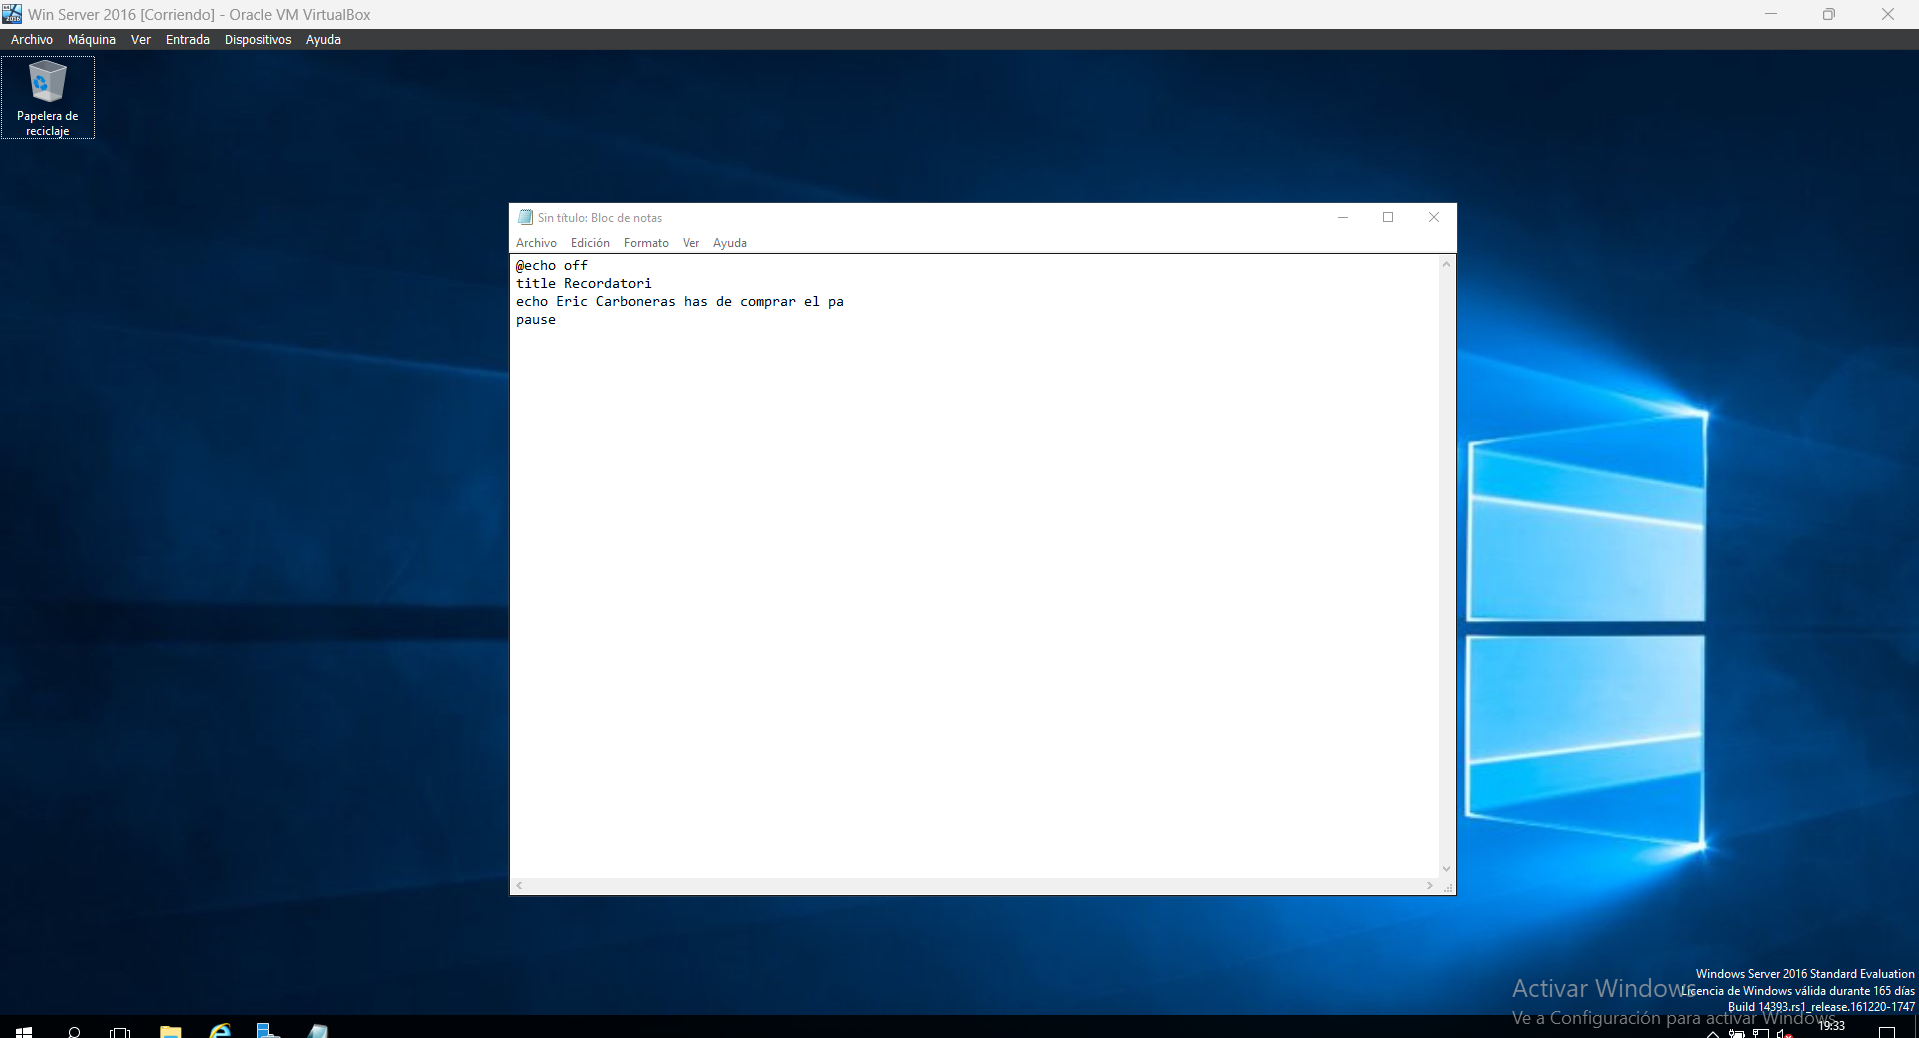 Win Server 2016 [Corriendo] - Oracle VM VirtualBox
Archivo Máquina Ver Entrada Dispositivos Ayuda
Papelera de
reciclaje
Sin título: Bloc de notas
Archivo Edición Formato Ver Ayuda
@echo off
title Recordatori
echo Eric Carboneras has de comprar el pa
pause
Activar Windows
Ve a Configuración para activar Windows.
Windows Server 2016 Standard Evaluation
Licencia de Windows válida durante 165 días
Build 14393.rs1_release.161220-1747
19:33